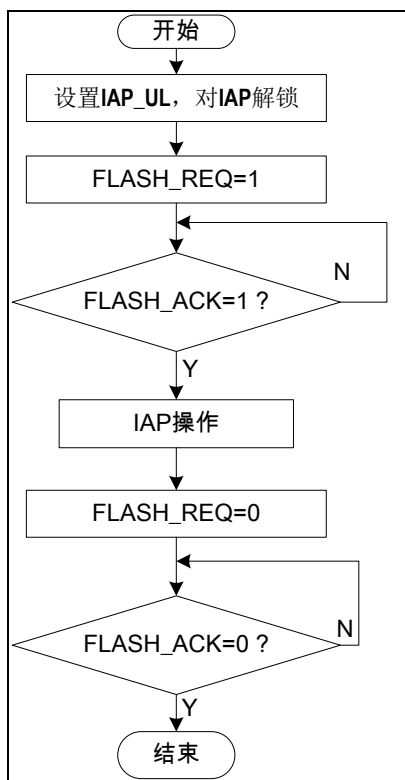 开始
设置IAP_UL，对IAP解锁
FLASH_REQ=1
FLASH_ACK=1 ?
N
Y
IAP操作
FLASH_REQ=0
FLASH_ACK=0 ?
N
Y
结束